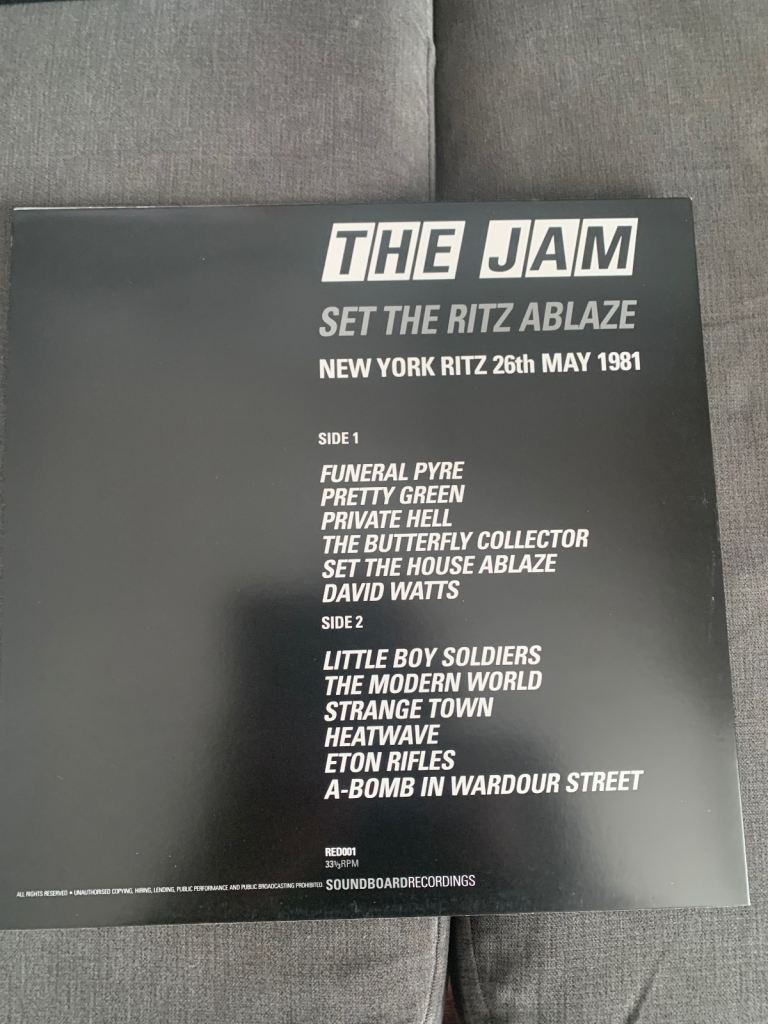 THE JAM
SET THE RITZ ABLAZE
NEW YORK RITZ 26th MAY 1981
SIDE 1
FUNERAL PYRE
PRETTY GREEN
PRIVATE HELL
THE BUTTERFLY COLLECTOR
SET THE HOUSE ABLAZE
DAVID WATTS
SIDE 2
LITTLE BOY SOLDIERS
THE MODERN WORLD
STRANGE TOWN
HEATWAVE
ETON RIFLES
A-BOMB IN WARDOUR STREET
RED001
33⅓RPM
ALL RIGHTS RESERVED • UNAUTHORISED COPYING, HIRING, LENDING, PUBLIC PERFORMANCE AND PUBLIC BROADCASTING PROHIBITED. SOUNDBOARDRECORDINGS